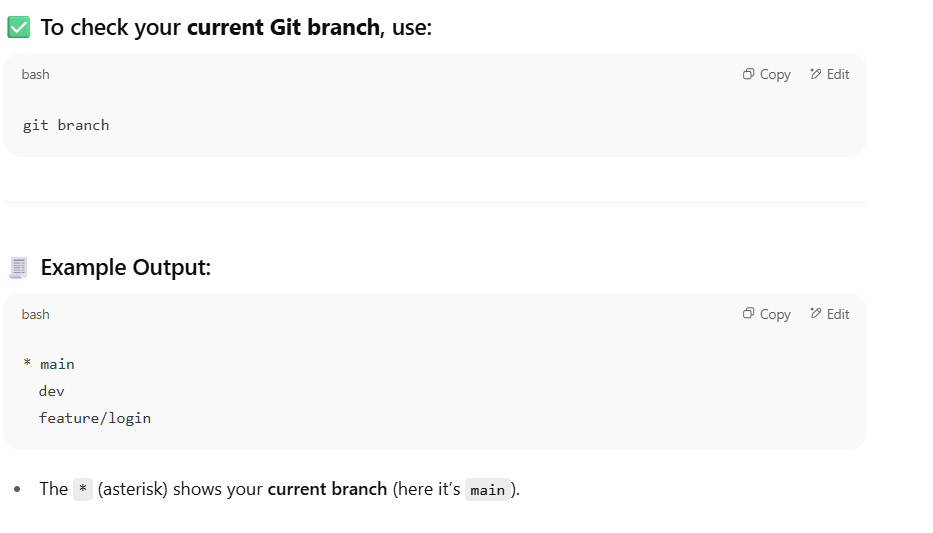 ✅ To check your current Git branch, use:
bash Copy Edit
git branch
📜 Example Output:
bash Copy Edit
* main
dev
feature/login
• The * (asterisk) shows your current branch (here it’s main).